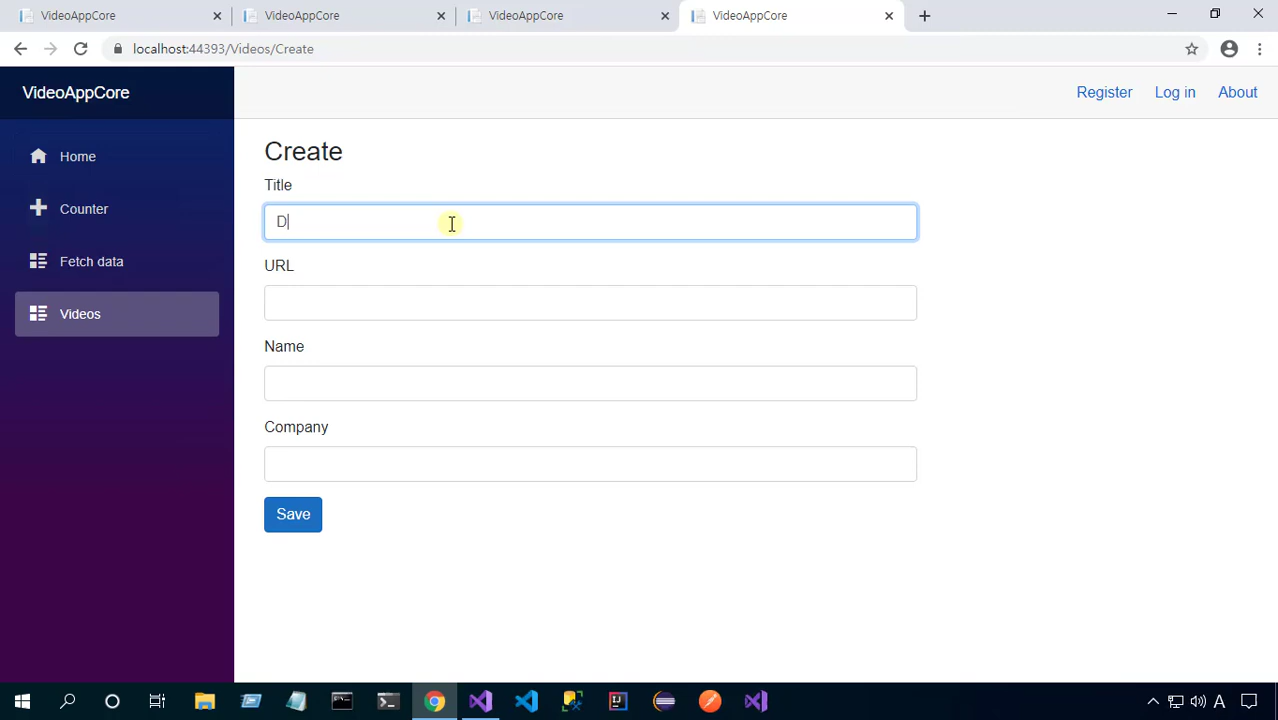 VideoAppCore
VideoAppCore
VideoAppCore
VideoAppCore
localhost:44393/Videos/Create
VideoAppCore
Register
Log in
About
Home
Counter
Fetch data
Videos
Create
Title
D
URL
Name
Company
Save
A